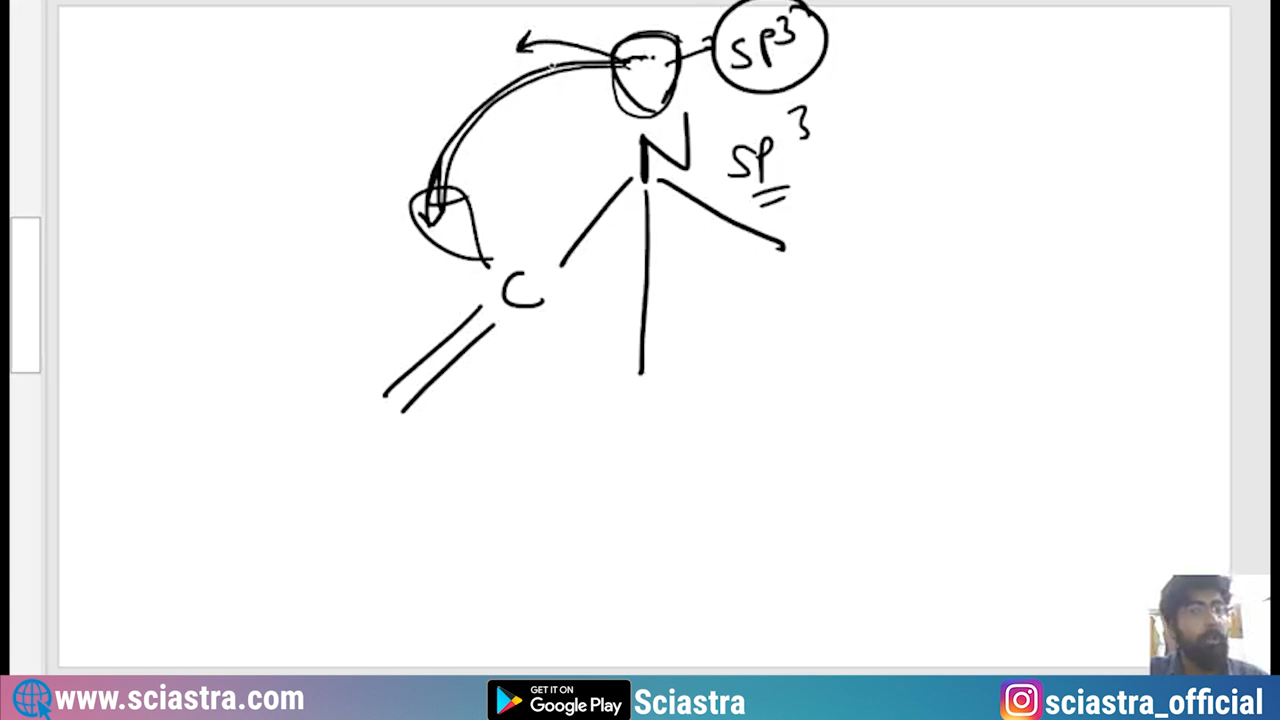 SP³
N
SP³
C
www.sciastra.com
GET IT ON
Google Play
Sciastra
sciastra_official